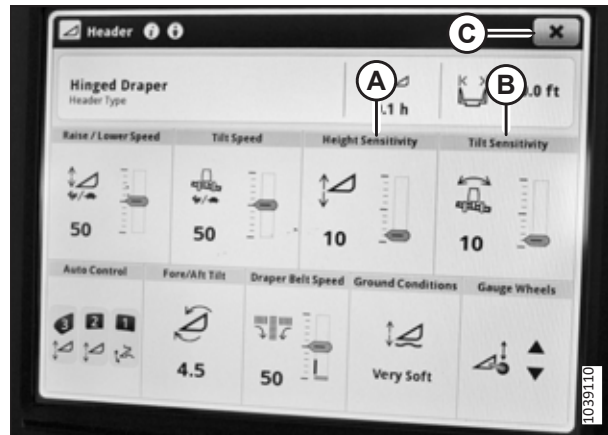 Header
C
Hinged Draper
Header Type
A
.1 h
B
.0 ft
Raise / Lower Speed
Tilt Speed
Height Sensitivity
Tilt Sensitivity
50
50
10
10
Auto Control
Fore/Aft Tilt
Draper Belt Speed
Ground Conditions
Gauge Wheels
3 2 1
4.5
50
Very Soft
1039110